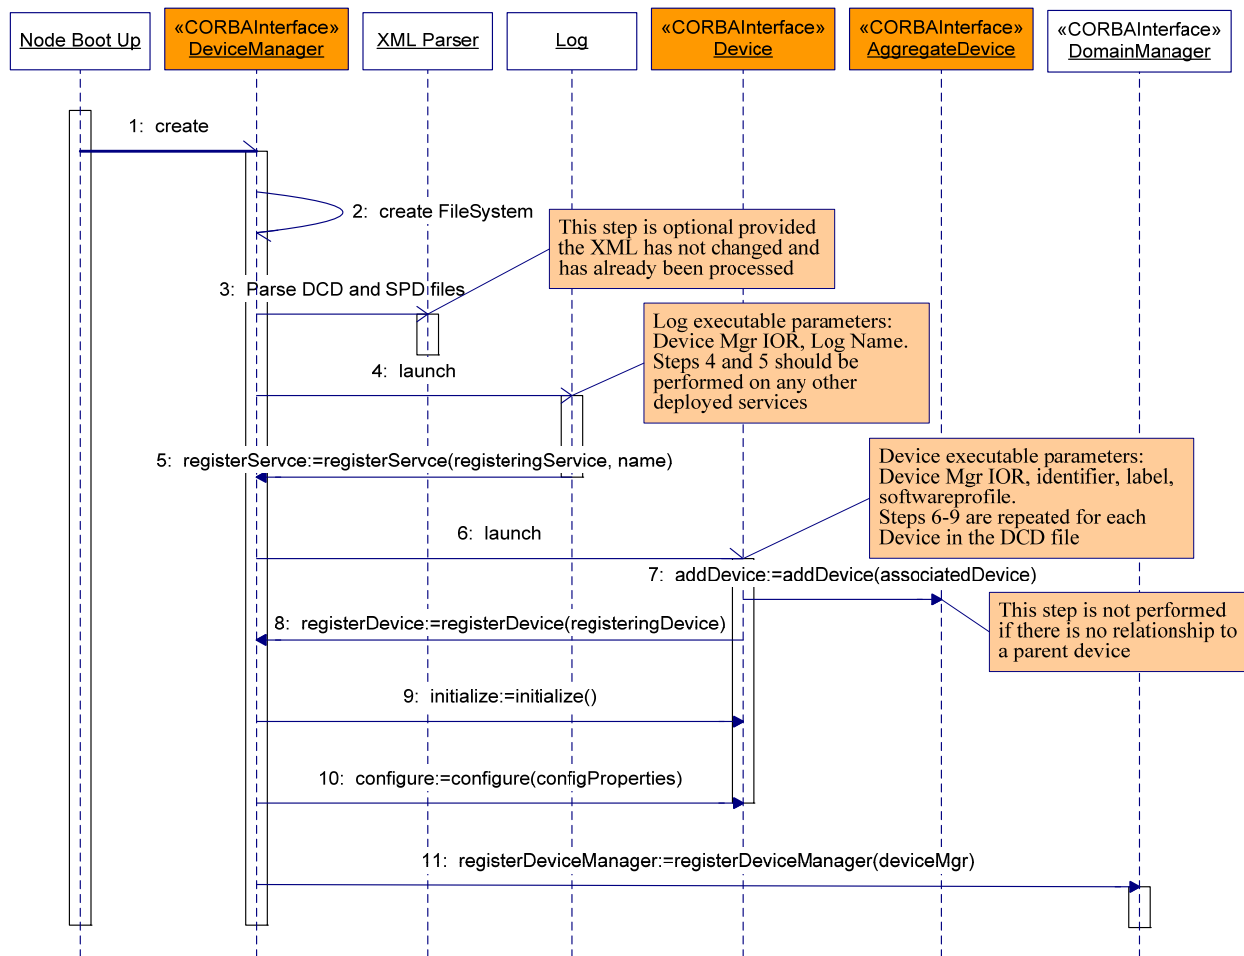 Node Boot Up
«CORBAInterface»
DeviceManager
XML Parser
Log
«CORBAInterface»
Device
«CORBAInterface»
AggregateDevice
«CORBAInterface»
DomainManager
1: create
2: create FileSystem
This step is optional provided
the XML has not changed and
has already been processed
3: Parse DCD and SPD files
Log executable parameters:
Device Mgr IOR, Log Name.
Steps 4 and 5 should be
performed on any other
deployed services
4: launch
5: registerServce:=registerServce(registeringService, name)
Device executable parameters:
Device Mgr IOR, identifier, label,
softwareprofile.
Steps 6-9 are repeated for each
Device in the DCD file
6: launch
7: addDevice:=addDevice(associatedDevice)
This step is not performed
if there is no relationship to
a parent device
8: registerDevice:=registerDevice(registeringDevice)
9: initialize:=initialize()
10: configure:=configure(configProperties)
11: registerDeviceManager:=registerDeviceManager(deviceMgr)